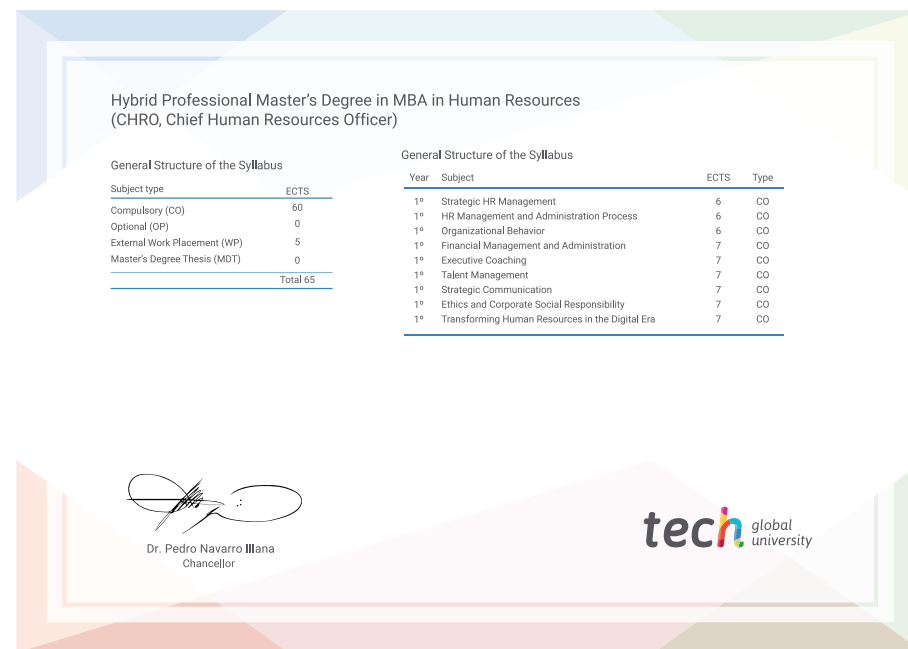 Hybrid Professional Master's Degree in MBA in Human Resources
(CHRO, Chief Human Resources Officer)
General Structure of the Syllabus
Subject type ECTS
Compulsory (CO) 60
Optional (OP) 0
External Work Placement (WP) 5
Master's Degree Thesis (MDT) 0
Total 65
General Structure of the Syllabus
Year Subject ECTS Type
1º Strategic HR Management 6 CO
1º HR Management and Administration Process 6 CO
1º Organizational Behavior 6 CO
1º Financial Management and Administration 7 CO
1º Executive Coaching 7 CO
1º Talent Management 7 CO
1º Strategic Communication 7 CO
1º Ethics and Corporate Social Responsibility 7 CO
1º Transforming Human Resources in the Digital Era 7 CO
Dr. Pedro Navarro Illana
Chancellor
tech global
university